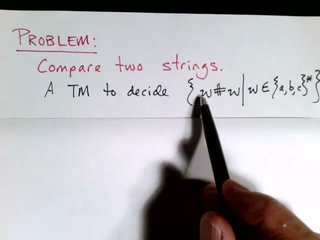 PROBLEM:
Compare two strings.
A TM to decide {w#w|w∈{a,b,c}*}